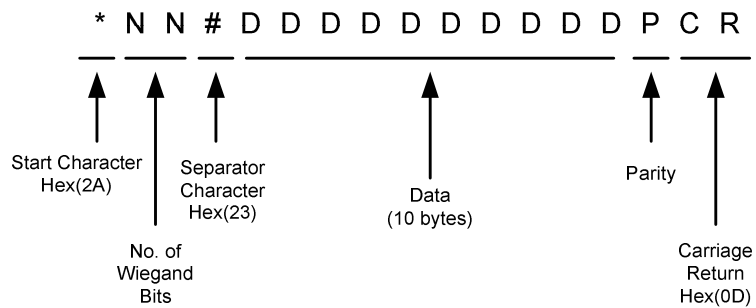 * N N # D D D D D D D D D D P C R
Start Character
Hex(2A)
Separator
Character
Hex(23)
Data
(10 bytes)
Parity
No. of
Wiegand
Bits
Carriage
Return
Hex(0D)